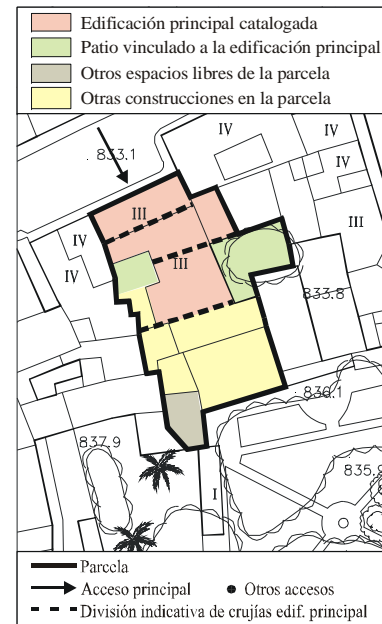 Edificación principal catalogada
Patio vinculado a la edificación principal
Otros espacios libres de la parcela
Otras construcciones en la parcela
IV
IV
833.1
IV
III
IV
III
III
IV
833.8
836.1
837.9
835.9
I
Parcela
Acceso principal
Otros accesos
División indicativa de crujías edif. principal